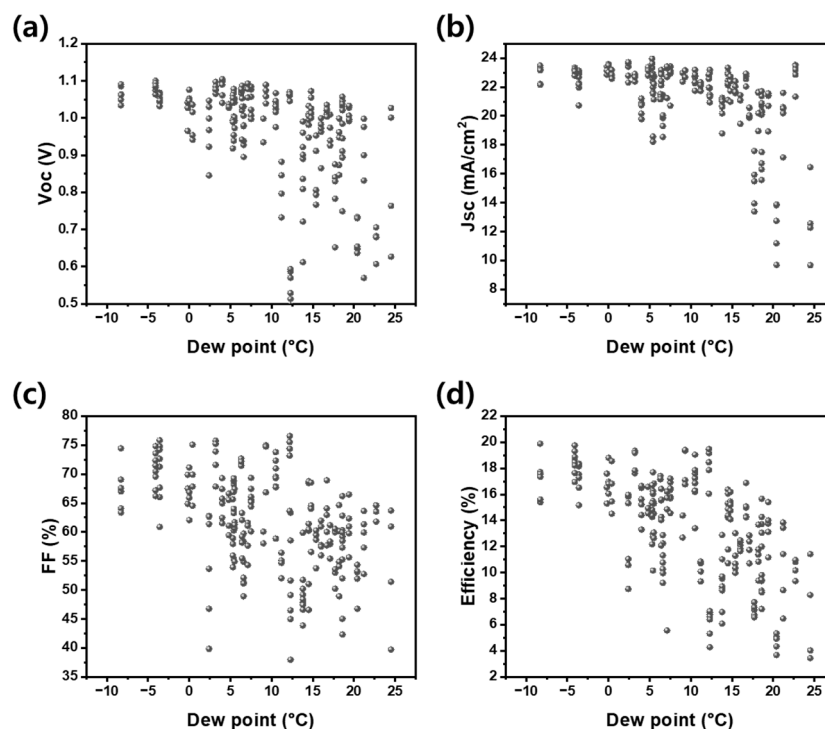 (a)
1.2
1.1
1.0
0.9
0.8
0.7
0.6
0.5
Voc (V)
−10 −5 0 5 10 15 20 25
Dew point (°C)
(b)
24
22
20
18
16
14
12
10
8
Jsc (mA/cm²)
−10 −5 0 5 10 15 20 25
Dew point (°C)
(c)
80
75
70
65
60
55
50
45
40
35
FF (%)
−10 −5 0 5 10 15 20 25
Dew point (°C)
(d)
22
20
18
16
14
12
10
8
6
4
2
Efficiency (%)
−10 −5 0 5 10 15 20 25
Dew point (°C)